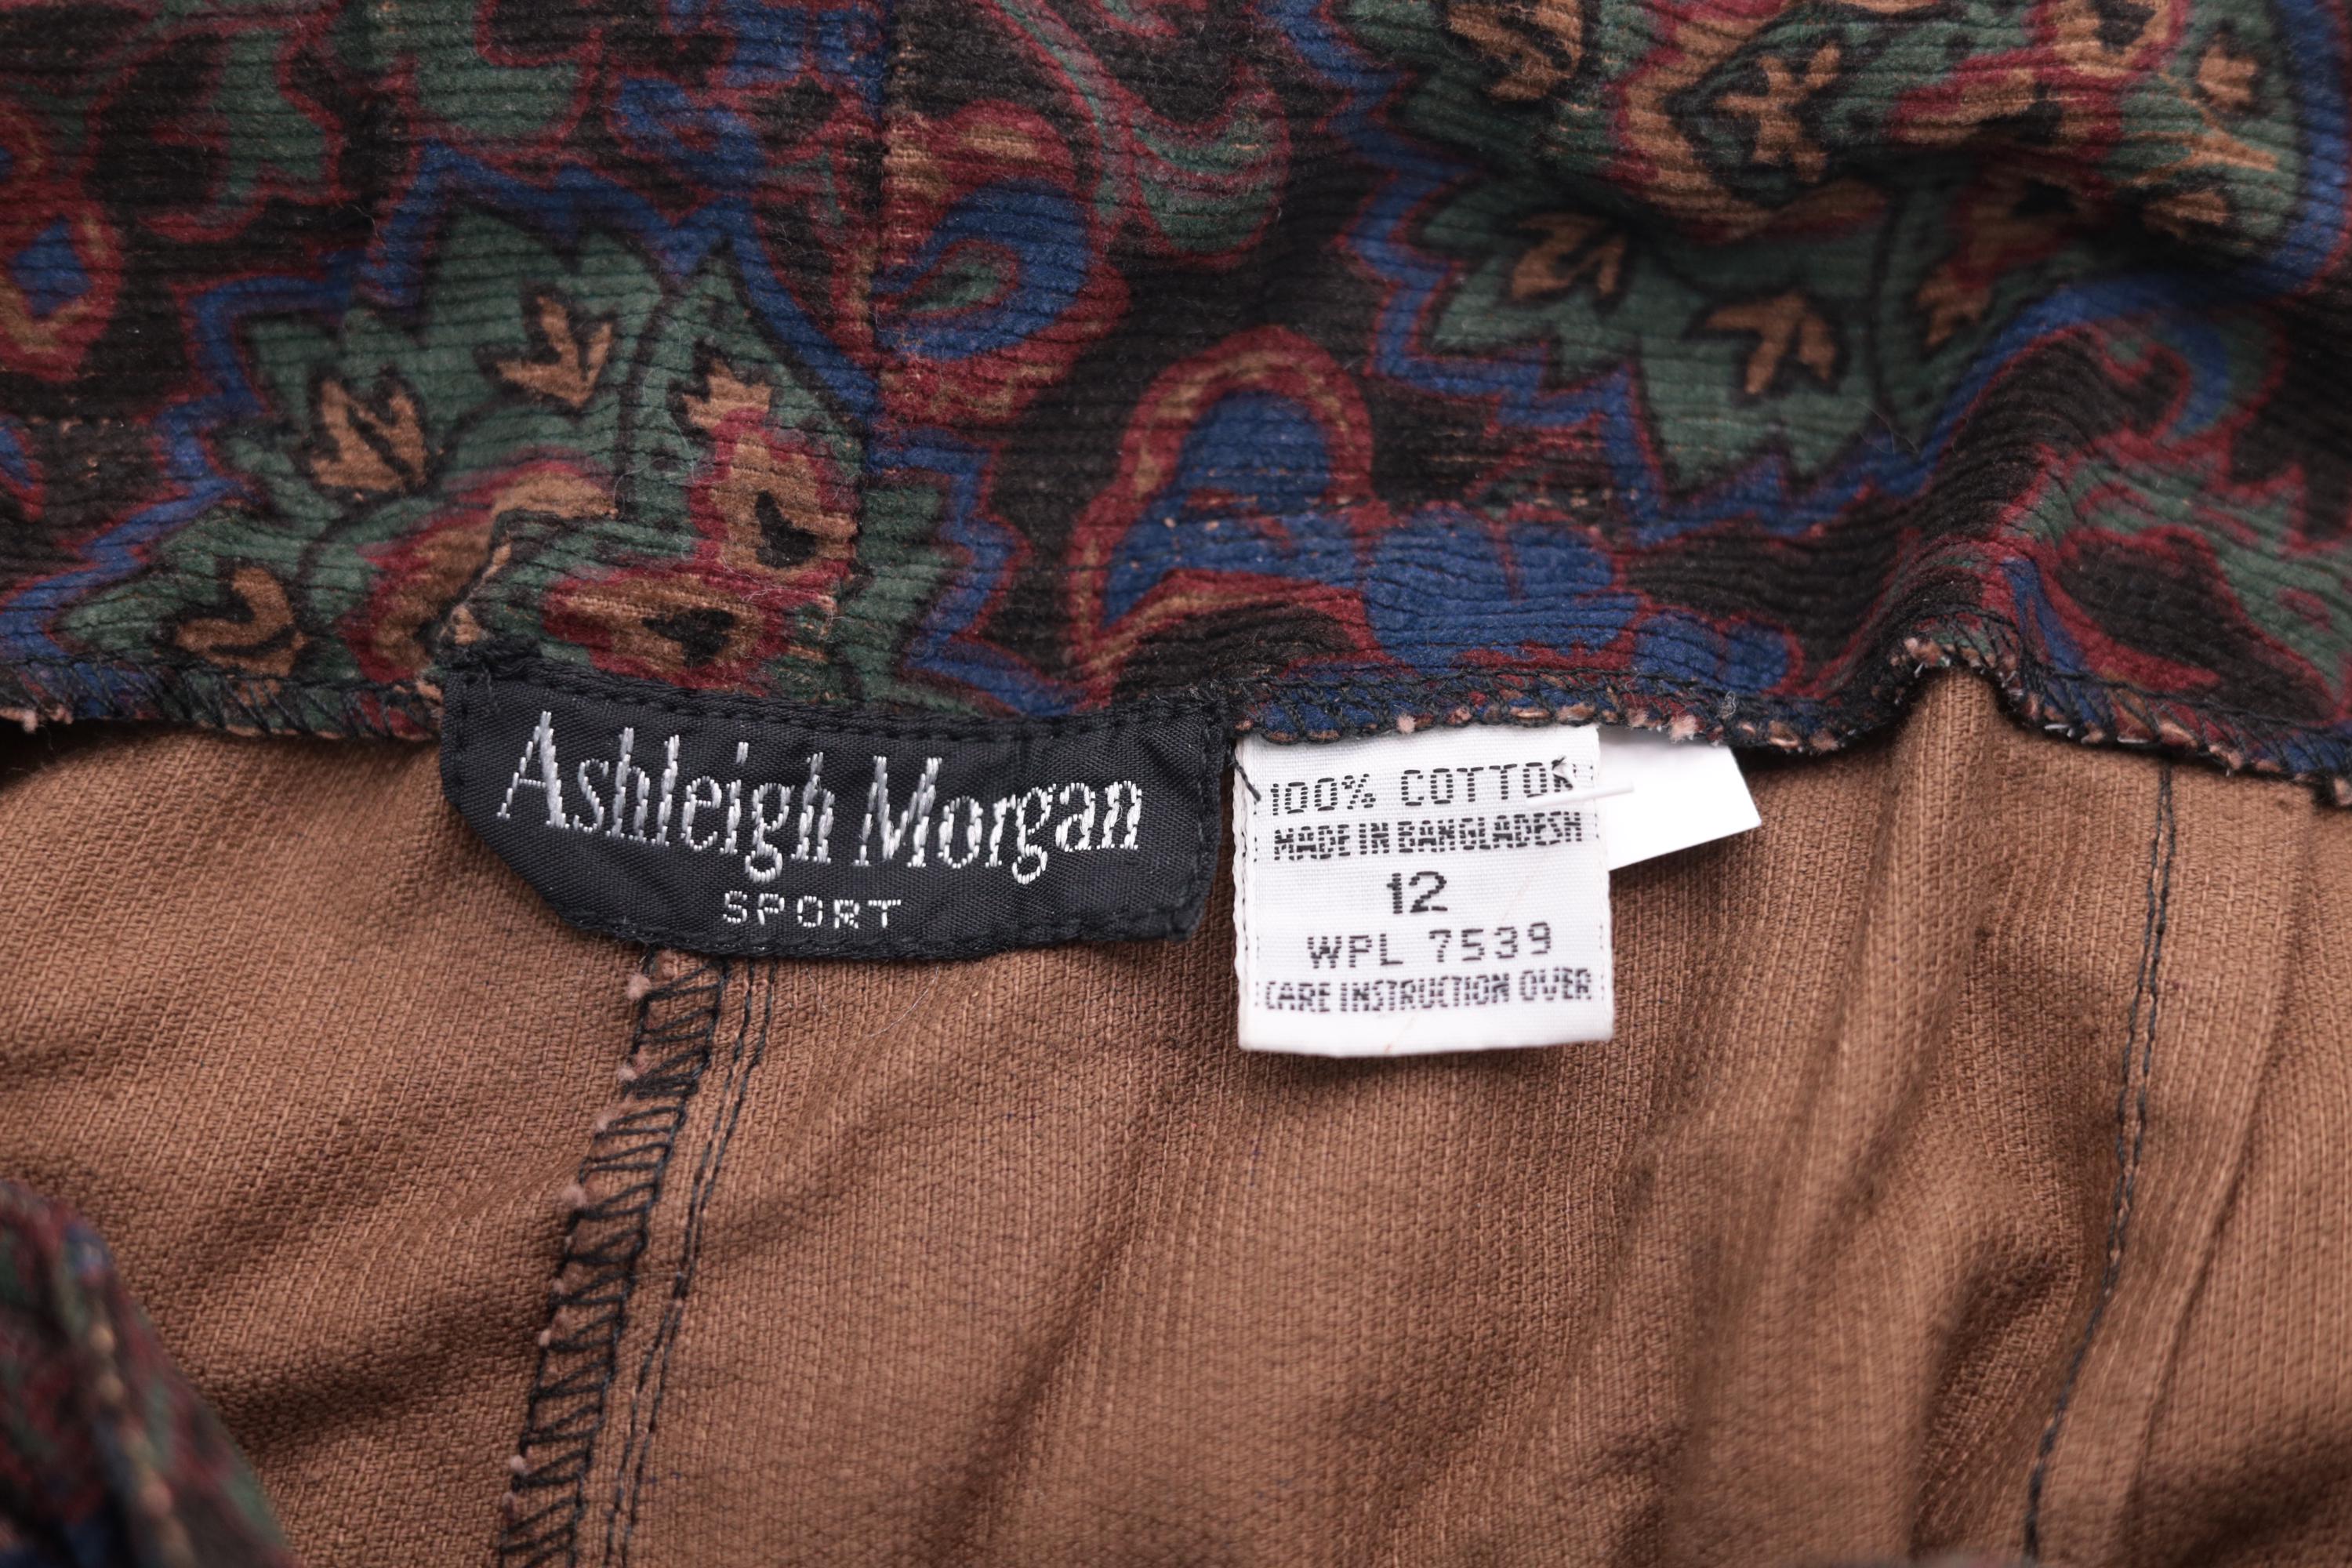 Ashleigh Morgan
SPORT
100% COTTON
MADE IN BANGLADESH
12
WPL 7539
CARE INSTRUCTION OVER